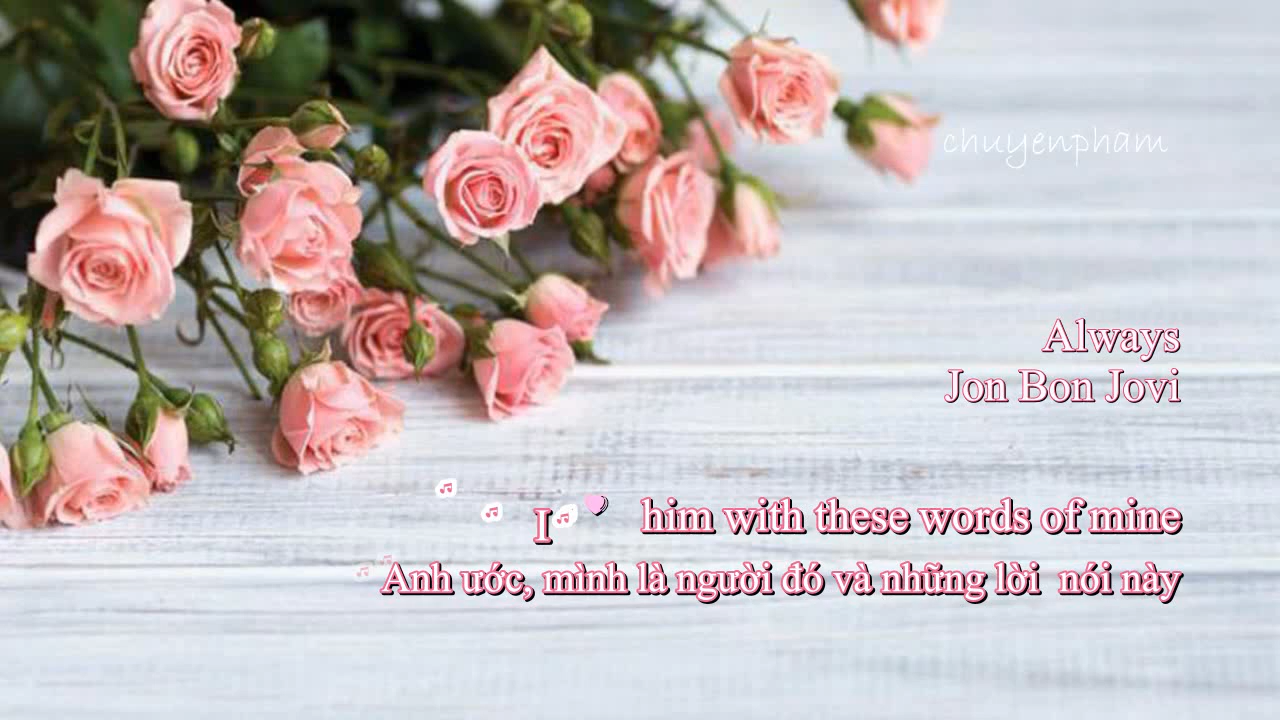 chuyenpham
Always
Jon Bon Jovi
I him with these words of mine
Anh ước, mình là người đó và những lời nói này